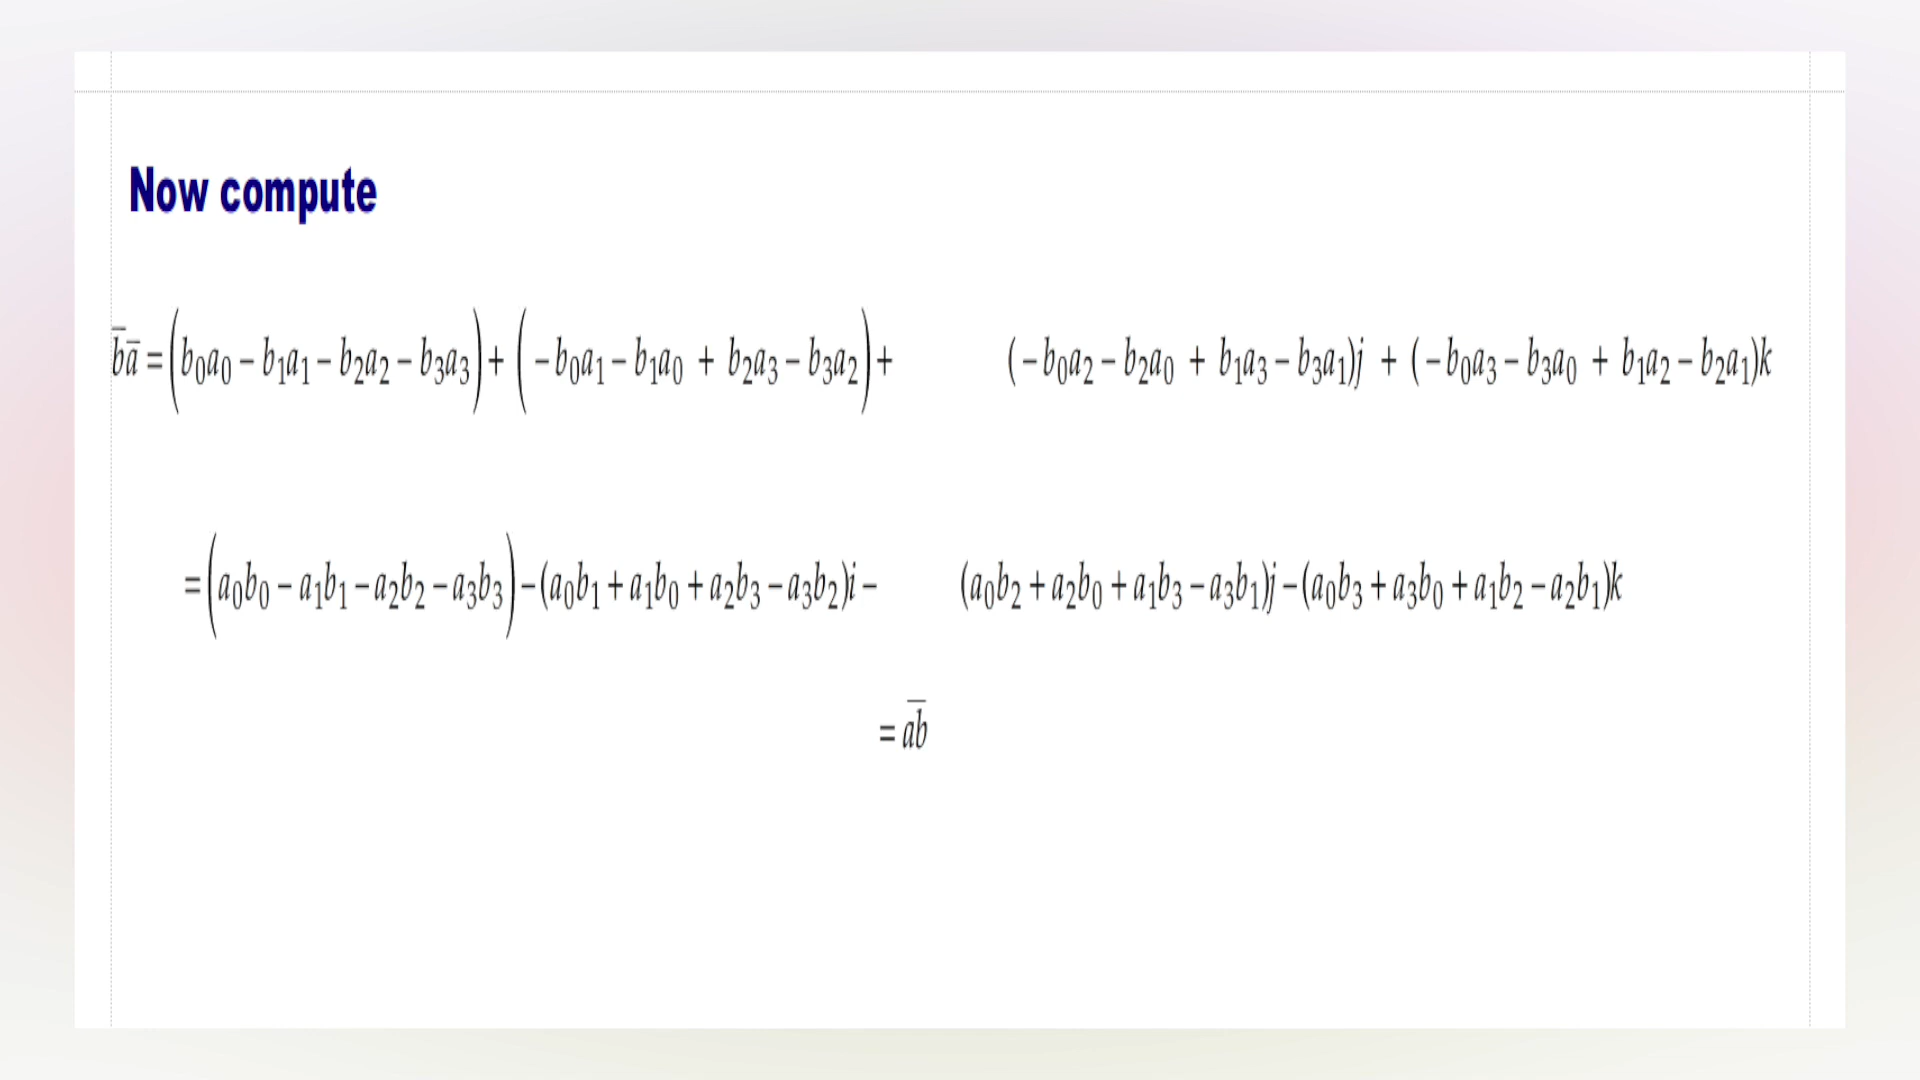 Now compute
b̅a̅ = (b₀a₀ − b₁a₁ − b₂a₂ − b₃a₃) + (−b₀a₁ − b₁a₀ + b₂a₃ − b₃a₂) + (−b₀a₂ − b₂a₀ + b₁a₃ − b₃a₁)j + (−b₀a₃ − b₃a₀ + b₁a₂ − b₂a₁)k
= (a₀b₀ − a₁b₁ − a₂b₂ − a₃b₃) − (a₀b₁ + a₁b₀ + a₂b₃ − a₃b₂)i − (a₀b₂ + a₂b₀ + a₁b₃ − a₃b₁)j − (a₀b₃ + a₃b₀ + a₁b₂ − a₂b₁)k
= a̅b̅